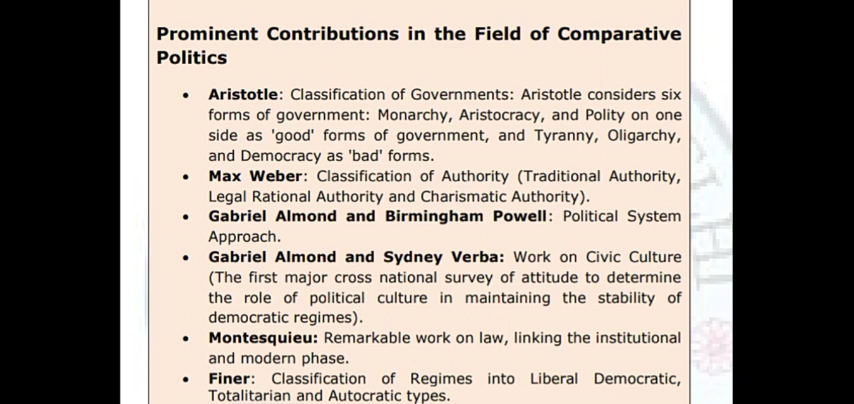 Prominent Contributions in the Field of Comparative
Politics
• Aristotle: Classification of Governments: Aristotle considers six
forms of government: Monarchy, Aristocracy, and Polity on one
side as 'good' forms of government, and Tyranny, Oligarchy,
and Democracy as 'bad' forms.
• Max Weber: Classification of Authority (Traditional Authority,
Legal Rational Authority and Charismatic Authority).
• Gabriel Almond and Birmingham Powell: Political System
Approach.
• Gabriel Almond and Sydney Verba: Work on Civic Culture
(The first major cross national survey of attitude to determine
the role of political culture in maintaining the stability of
democratic regimes).
• Montesquieu: Remarkable work on law, linking the institutional
and modern phase.
• Finer: Classification of Regimes into Liberal Democratic,
Totalitarian and Autocratic types.